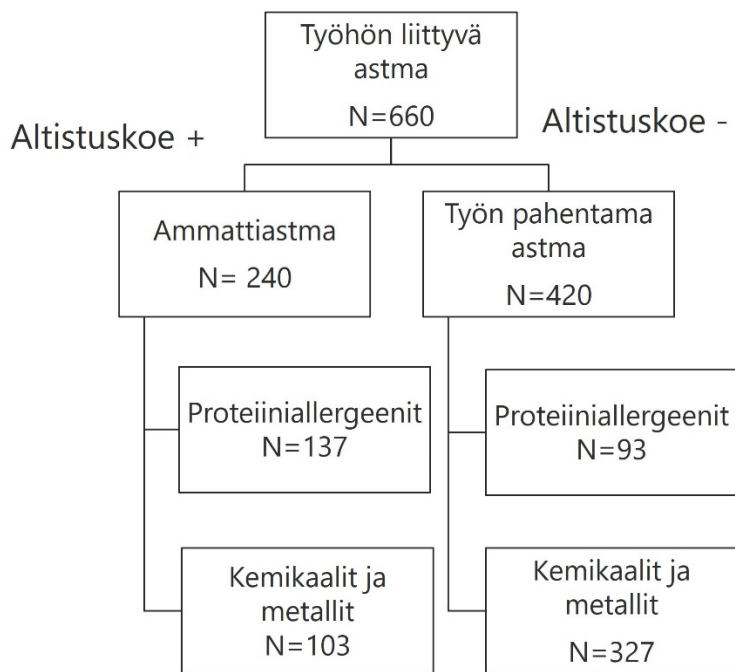 Työhön liittyvä
astma
N=660
Altistuskoe +
Altistuskoe -
Ammattiastma
N= 240
Työn pahentama
astma
N=420
Proteiiniallergeenit
N=137
Proteiiniallergeenit
N=93
Kemikaalit ja
metallit
N=103
Kemikaalit ja
metallit
N=327